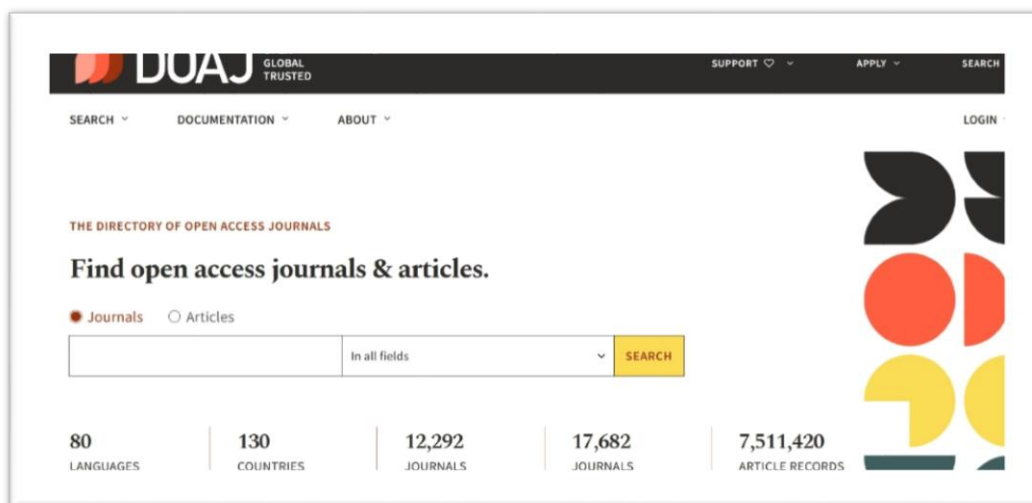 DOAJ GLOBAL
TRUSTED
SUPPORT APPLY SEARCH
SEARCH DOCUMENTATION ABOUT LOGIN
THE DIRECTORY OF OPEN ACCESS JOURNALS
Find open access journals & articles.
Journals Articles
In all fields SEARCH
80 130 12,292 17,682 7,511,420
LANGUAGES COUNTRIES JOURNALS JOURNALS ARTICLE RECORDS